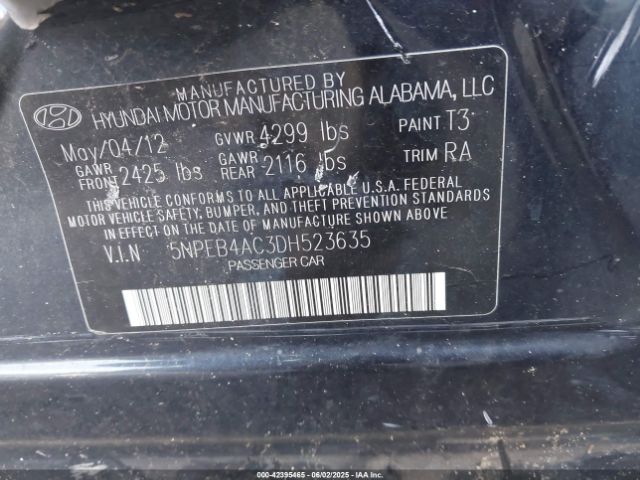 MANUFACTURED BY
HYUNDAI MOTOR MANUFACTURING ALABAMA, LLC
May/04/12 GVWR 4299 lbs PAINT T3
GAWR FRONT 2425 lbs GAWR REAR 2116 lbs TRIM RA
THIS VEHICLE CONFORMS TO ALL APPLICABLE U.S.A. FEDERAL
MOTOR VEHICLE SAFETY, BUMPER, AND THEFT PREVENTION STANDARDS
IN EFFECT ON THE DATE OF MANUFACTURE SHOWN ABOVE.
V.I.N 5NPEB4AC3DH523635
PASSENGER CAR
000-42395465 - 06/02/2025 - IAAI.COM